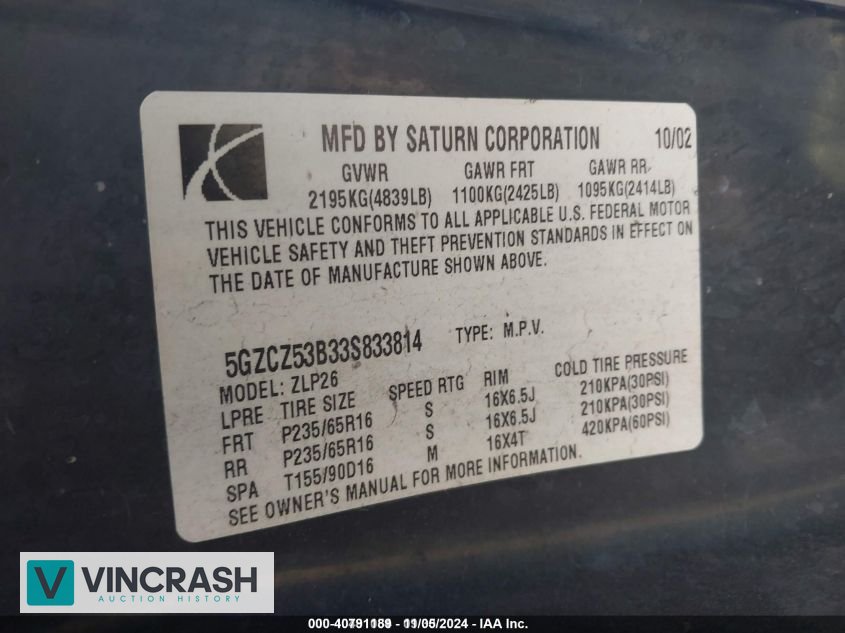 MFD BY SATURN CORPORATION 10/02
GVWR GAWR FRT GAWR RR
2195KG(4839LB) 1100KG(2425LB) 1095KG(2414LB)
THIS VEHICLE CONFORMS TO ALL APPLICABLE U.S. FEDERAL MOTOR
VEHICLE SAFETY AND THEFT PREVENTION STANDARDS IN EFFECT ON
THE DATE OF MANUFACTURE SHOWN ABOVE.
5GZCZ53B33S833814 TYPE: M.P.V.
MODEL: ZLP26
LPRE TIRE SIZE SPEED RTG RIM COLD TIRE PRESSURE
FRT P235/65R16 S 16X6.5J 210KPA(30PSI)
RR P235/65R16 S 16X6.5J 210KPA(30PSI)
SPA T155/90D16 M 16X4T 420KPA(60PSI)
SEE OWNER'S MANUAL FOR MORE INFORMATION.
VINCRASH
AUCTION HISTORY
2024 - IAA Inc.